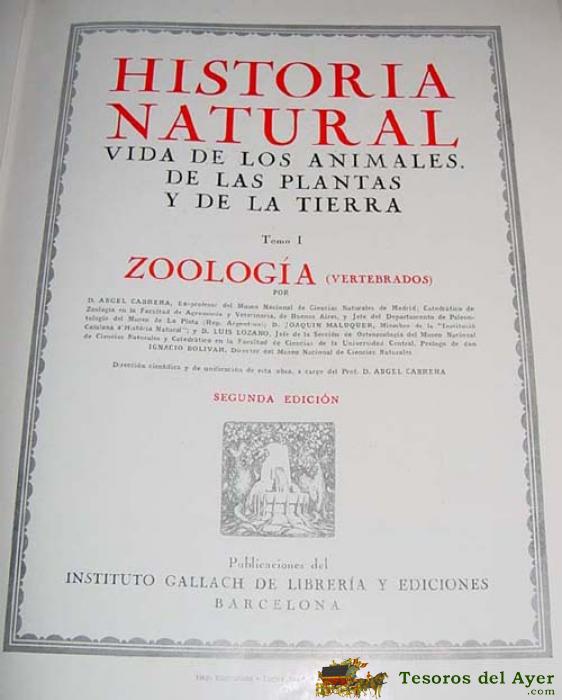 HISTORIA
NATURAL
VIDA DE LOS ANIMALES,
DE LAS PLANTAS
Y DE LA TIERRA
Tomo I
ZOOLOGÍA (VERTEBRADOS)
POR
D. ANGEL CABRERA, Ex-profesor del Museo Nacional de Ciencias Naturales de Madrid; Catedrático de
Zoología en la Facultad de Agronomía y Veterinaria, de Buenos Aires, y Jefe del Departamento de Paleon-
tología del Museo de La Plata (Rep. Argentina); D. JOAQUIN MALUQUER, Miembro de la "Institució
Catalana d'Història Natural"; y D. LUIS LOZANO, Jefe de la Sección de Osteozoología del Museo Nacional
de Ciencias Naturales y Catedrático en la Facultad de Ciencias de la Universidad Central, Prólogo de don
IGNACIO BOLIVAR, Director del Museo Nacional de Ciencias Naturales
Dirección científica y de unificación de esta obra, a cargo del Prof. D. ANGEL CABRERA
SEGUNDA EDICIÓN
Publicaciones del
INSTITUTO GALLACH DE LIBRERÍA Y EDICIONES
BARCELONA
Tesoros del Ayer
.com